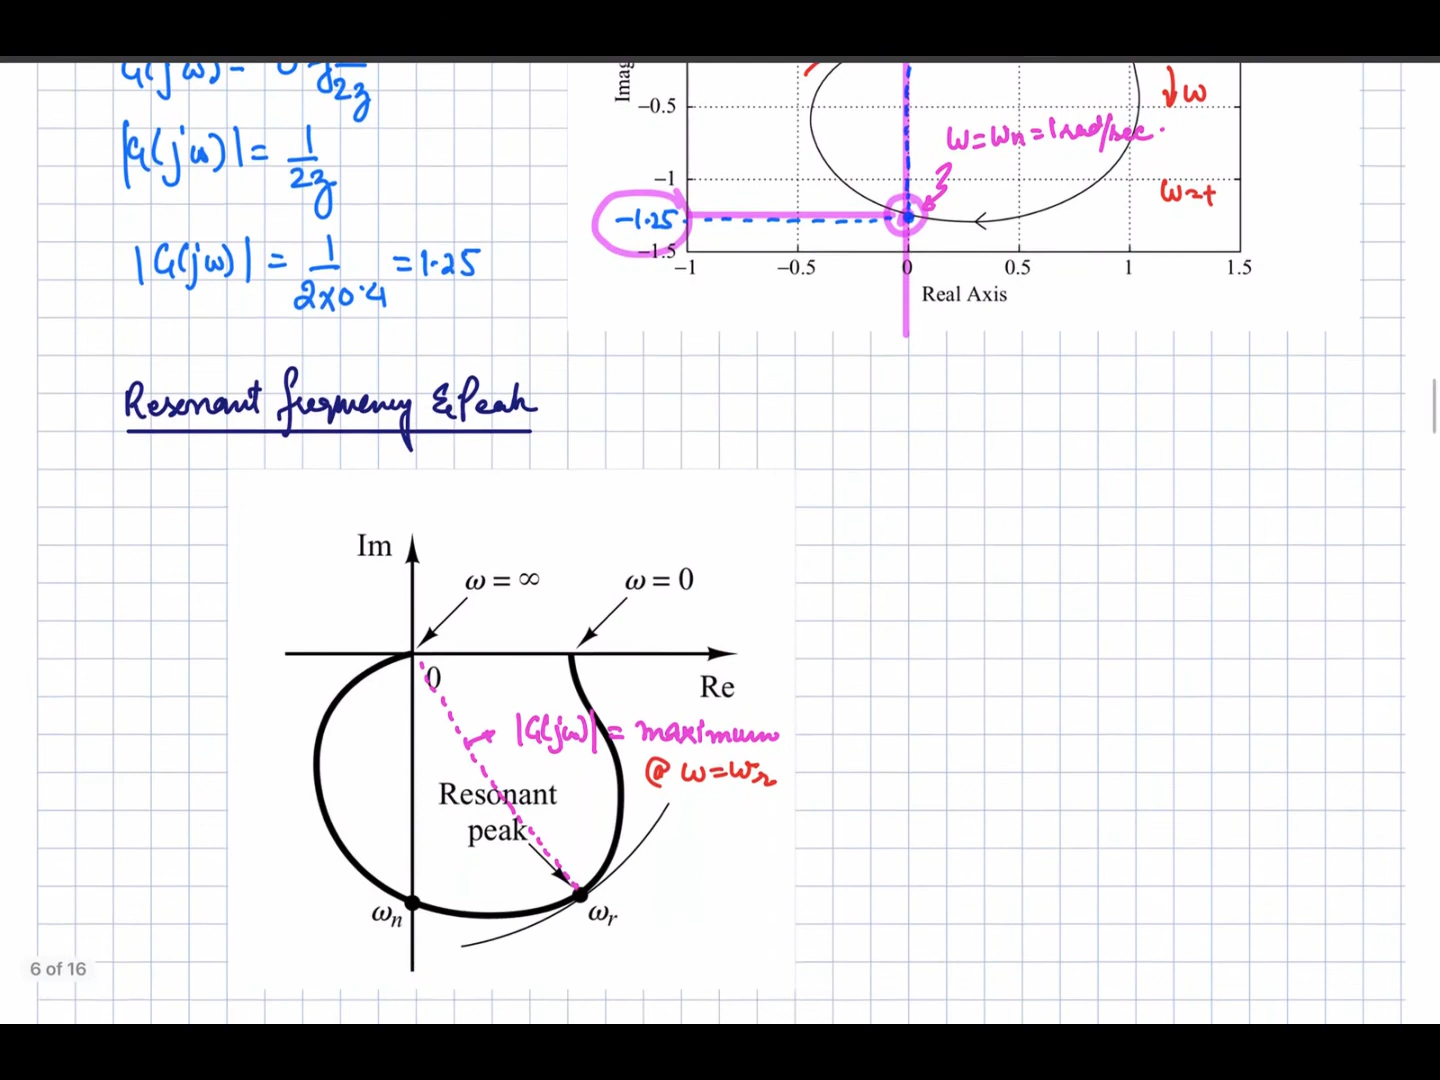 |G(jω)| = 1/2ζ
|G(jω)| = 1/(2×0.4) = 1.25
Imag
-0.5
-1
-1.25
-1.5
-1 -0.5 0 0.5 1 1.5
Real Axis
↓ω
ω=ωn=1rad/sec.
ω=+
Resonant frequency & Peak
Im
ω = ∞
ω = 0
0
Re
|G(jω)| = maximum
@ ω=ωr
Resonant
peak
ωn
ωr
6 of 16